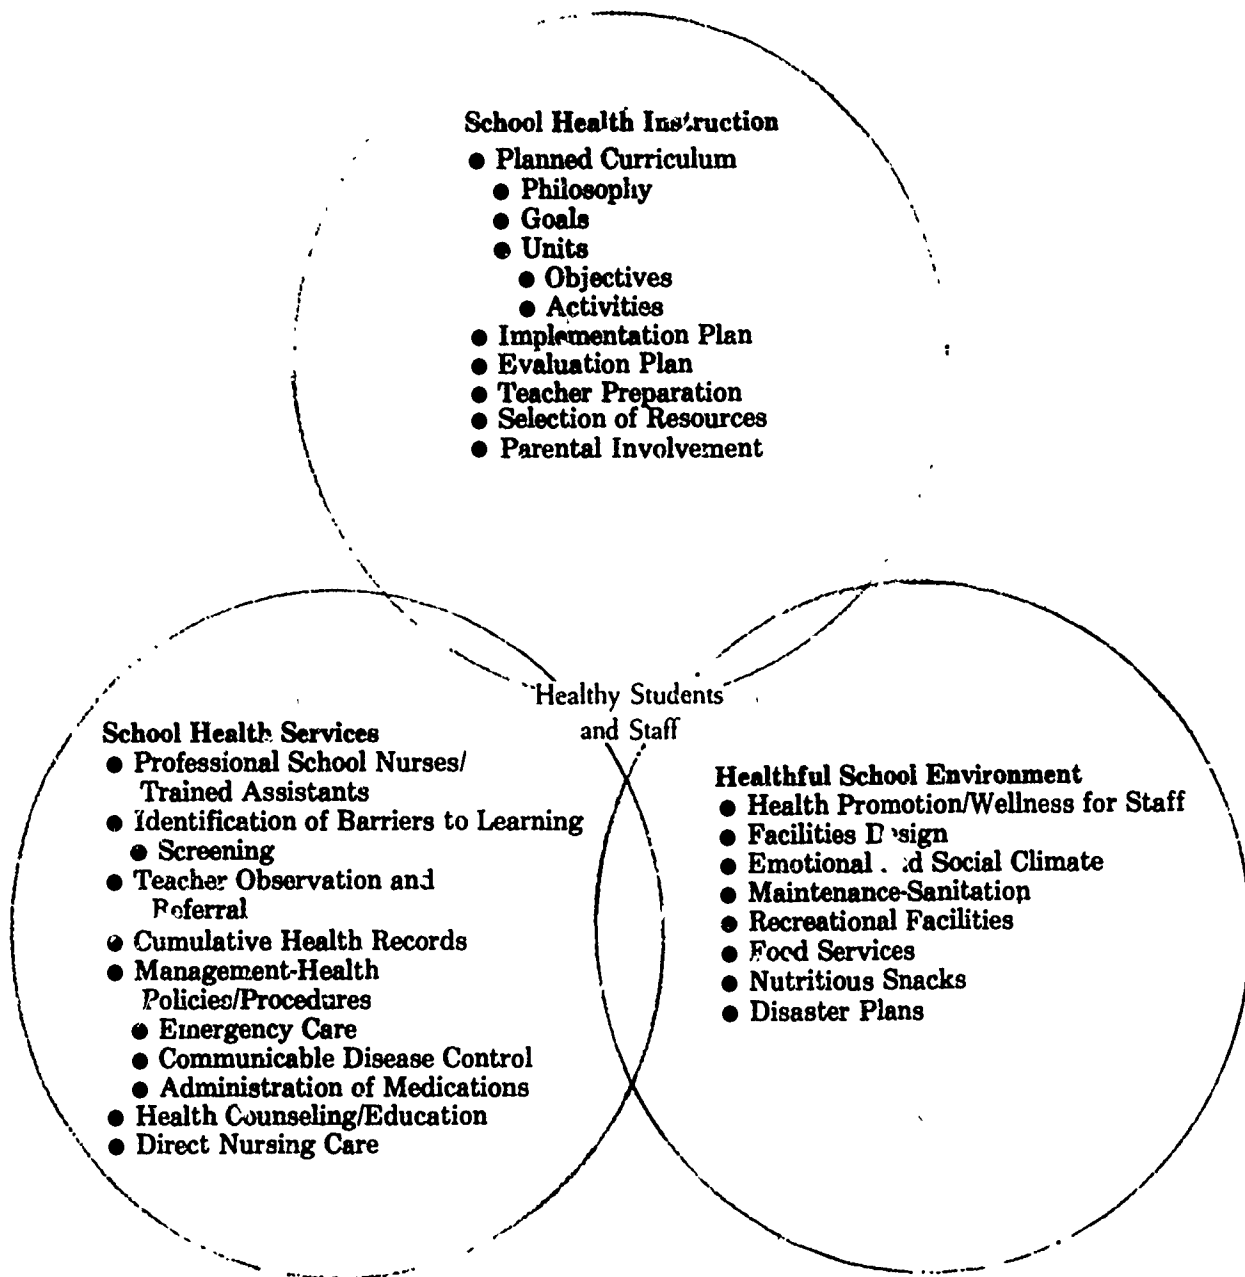 School Health Instruction
● Planned Curriculum
● Philosophy
● Goals
● Units
● Objectives
● Activities
● Implementation Plan
● Evaluation Plan
● Teacher Preparation
● Selection of Resources
● Parental Involvement
Healthy Students
and Staff
School Health Services
● Professional School Nurses/
Trained Assistants
● Identification of Barriers to Learning
● Screening
● Teacher Observation and
Referral
● Cumulative Health Records
● Management-Health
Policies/Procedures
● Emergency Care
● Communicable Disease Control
● Administration of Medications
● Health Counseling/Education
● Direct Nursing Care
Healthful School Environment
● Health Promotion/Wellness for Staff
● Facilities Design
● Emotional and Social Climate
● Maintenance-Sanitation
● Recreational Facilities
● Food Services
● Nutritious Snacks
● Disaster Plans